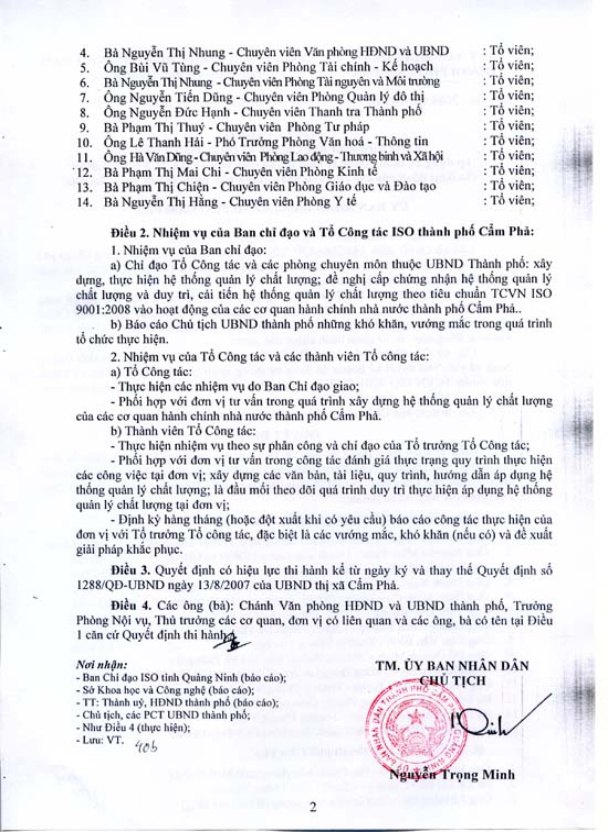 4. Bà Nguyễn Thị Nhung - Chuyên viên Văn phòng HĐND và UBND : Tổ viên;
5. Ông Bùi Vũ Tùng - Chuyên viên Phòng Tài chính - Kế hoạch : Tổ viên;
6. Bà Nguyễn Thị Nhung - Chuyên viên Phòng Tài nguyên và Môi trường : Tổ viên;
7. Ông Nguyễn Tiến Dũng - Chuyên viên Phòng Quản lý đô thị : Tổ viên;
8. Ông Nguyễn Đức Hạnh - Chuyên viên Thanh tra Thành phố : Tổ viên;
9. Bà Phạm Thị Thuý - Chuyên viên Phòng Tư pháp : Tổ viên;
10. Ông Lê Thanh Hải - Phó Trưởng Phòng Văn hoá - Thông tin : Tổ viên;
11. Ông Hà Văn Dũng - Chuyên viên Phòng Lao động - Thương binh và Xã hội : Tổ viên;
12. Bà Phạm Thị Mai Chi - Chuyên viên Phòng Kinh tế : Tổ viên;
13. Bà Phạm Thị Chiện - Chuyên viên Phòng Giáo dục và Đào tạo : Tổ viên;
14. Bà Nguyễn Thị Hằng - Chuyên viên Phòng Y tế : Tổ viên;
Điều 2. Nhiệm vụ của Ban chỉ đạo và Tổ Công tác ISO thành phố Cẩm Phả:
1. Nhiệm vụ của Ban chỉ đạo:
a) Chỉ đạo Tổ Công tác và các phòng chuyên môn thuộc UBND Thành phố: xây
dựng, thực hiện hệ thống quản lý chất lượng; đề nghị cấp chứng nhận hệ thống quản lý
chất lượng và duy trì, cải tiến hệ thống quản lý chất lượng theo tiêu chuẩn TCVN ISO
9001:2008 vào hoạt động của các cơ quan hành chính nhà nước thành phố Cẩm Phả..
b) Báo cáo Chủ tịch UBND thành phố những khó khăn, vướng mắc trong quá trình
tổ chức thực hiện.
2. Nhiệm vụ của Tổ Công tác và các thành viên Tổ công tác:
a) Tổ Công tác:
- Thực hiện các nhiệm vụ do Ban Chỉ đạo giao;
- Phối hợp với đơn vị tư vấn trong quá trình xây dựng hệ thống quản lý chất lượng
của các cơ quan hành chính nhà nước thành phố Cẩm Phả.
b) Thành viên Tổ Công tác:
- Thực hiện nhiệm vụ theo sự phân công và chỉ đạo của Tổ trưởng Tổ Công tác;
- Phối hợp với đơn vị tư vấn trong công tác đánh giá thực trạng quy trình thực hiện
các công việc tại đơn vị; xây dựng các văn bản, tài liệu, quy trình, hướng dẫn áp dụng hệ
thống quản lý chất lượng; là đầu mối theo dõi quá trình duy trì thực hiện áp dụng hệ thống
quản lý chất lượng tại đơn vị;
- Định kỳ hàng tháng (hoặc đột xuất khi có yêu cầu) báo cáo công tác thực hiện của
đơn vị với Tổ trưởng Tổ công tác, đặc biệt là các vướng mắc, khó khăn (nếu có) và đề xuất
giải pháp khắc phục.
Điều 3. Quyết định có hiệu lực thi hành kể từ ngày ký và thay thế Quyết định số
1288/QĐ-UBND ngày 13/8/2007 của UBND thị xã Cẩm Phả.
Điều 4. Các ông (bà): Chánh Văn phòng HĐND và UBND thành phố, Trưởng
Phòng Nội vụ, Thủ trưởng các cơ quan, đơn vị có liên quan và các ông, bà có tên tại Điều
1 căn cứ Quyết định thi hành
Nơi nhận:
- Ban Chỉ đạo ISO tỉnh Quảng Ninh (báo cáo);
- Sở Khoa học và Công nghệ (báo cáo);
- TT: Thành uỷ, HĐND thành phố (báo cáo);
- Chủ tịch, các PCT UBND thành phố;
- Như Điều 4 (thực hiện);
- Lưu: VT.
TM. ỦY BAN NHÂN DÂN
CHỦ TỊCH
Nguyễn Trọng Minh
2